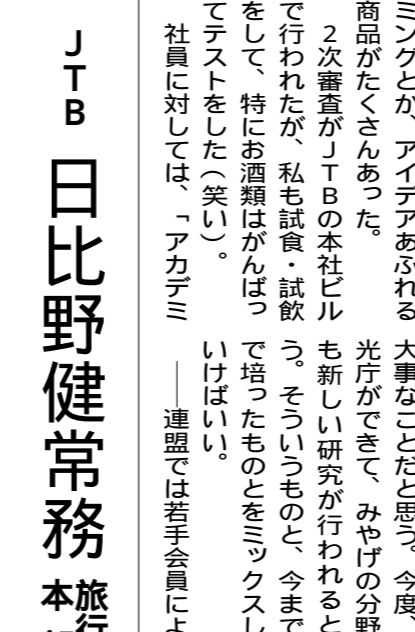 ミングとか、アイデアあふれる
商品がたくさんあった。
２次審査がＪＴＢの本社ビル
で行われたが、私も試食・試飲
をして、特にお酒類はがんばっ
てテストをした（笑い）。
社員に対しては、「アカデミ
大事なことだと思う。今度、
光庁ができて、みやげの分野
も新しい研究が行われると
う。そういうものと、今まで
で培ったものとをミックスし
いけばいい。
――連盟では若手会員によ
ＪＴＢ 日比野健常務
旅行
本